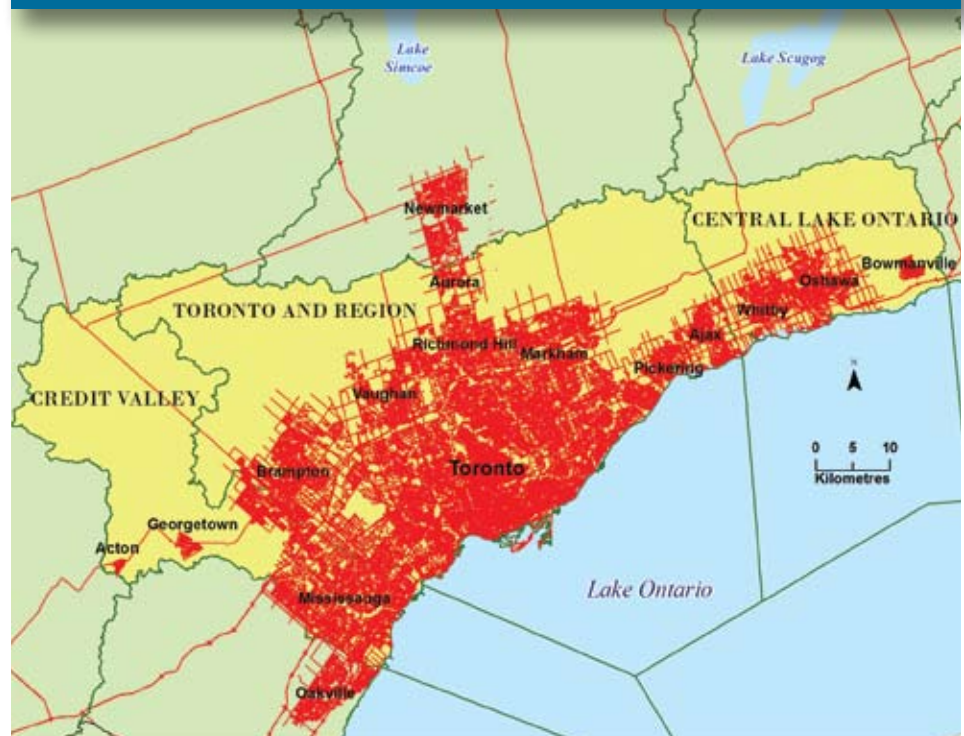 Lake
Simcoe
Lake Scugog
Newmarket
CENTRAL LAKE ONTARIO
Bowmanville
Oshawa
Aurora
TORONTO AND REGION
Whitby
Ajax
Richmond Hill
Markham
Pickering
N
Vaughan
CREDIT VALLEY
0 5 10
Kilometres
Brampton
Toronto
Georgetown
Acton
Mississauga
Lake Ontario
Oakville